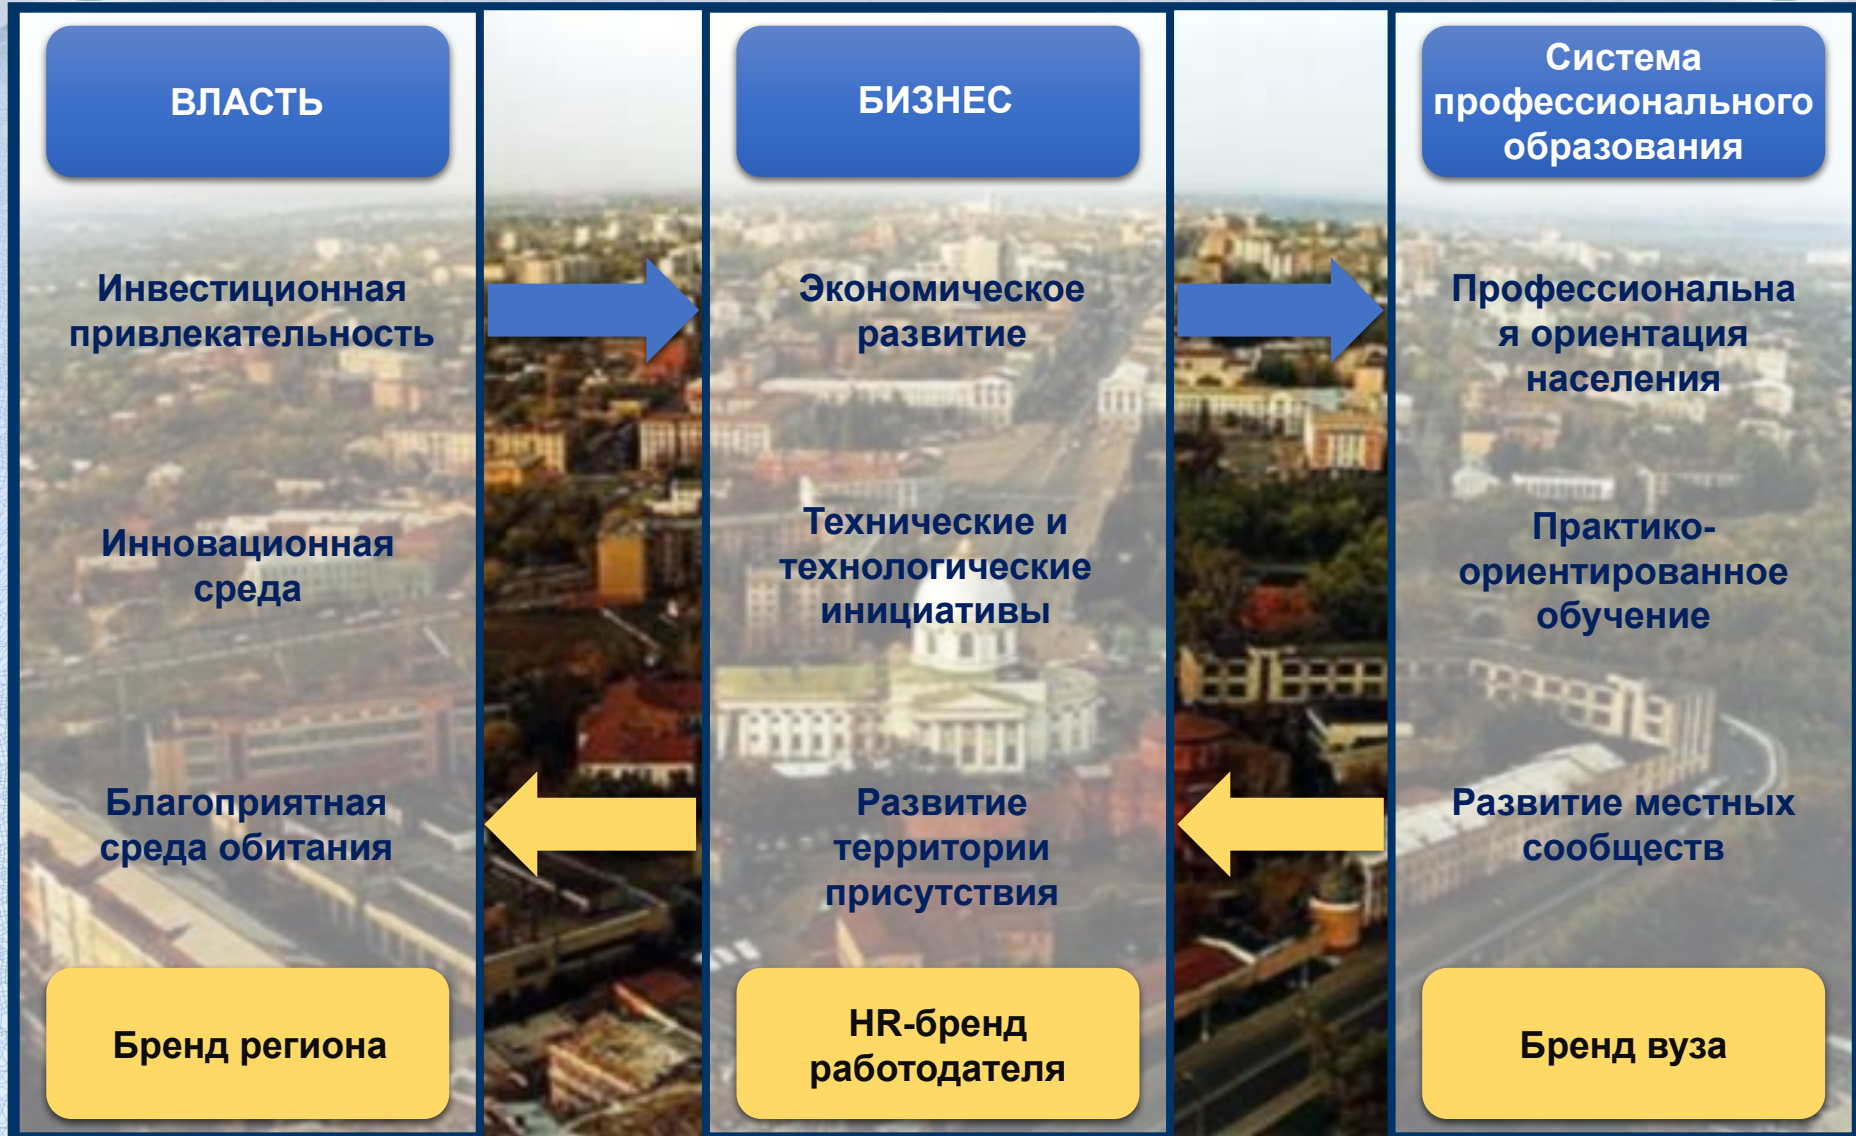 ВЛАСТЬ
Инвестиционная
привлекательность
Инновационная
среда
Благоприятная
среда обитания
Бренд региона
БИЗНЕС
Экономическое
развитие
Технические и
технологические
инициативы
Развитие
территории
присутствия
HR-бренд
работодателя
Система
профессионального
образования
Профессиональна
я ориентация
населения
Практико-
ориентированное
обучение
Развитие местных
сообществ
Бренд вуза